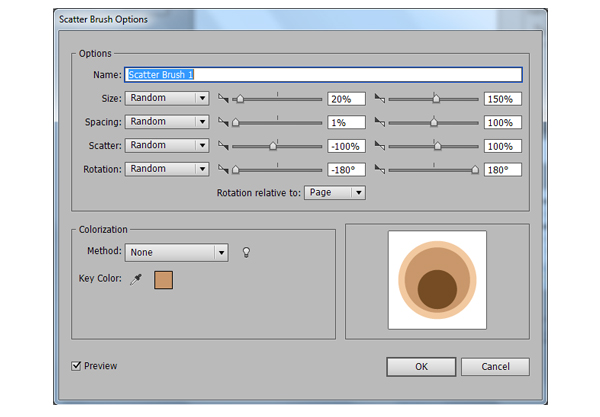 Scatter Brush Options
Options
Name: Scatter Brush 1
Size: Random 20% 150%
Spacing: Random 1% 100%
Scatter: Random -100% 100%
Rotation: Random -180° 180°
Rotation relative to: Page
Colorization
Method: None
Key Color:
Preview OK Cancel